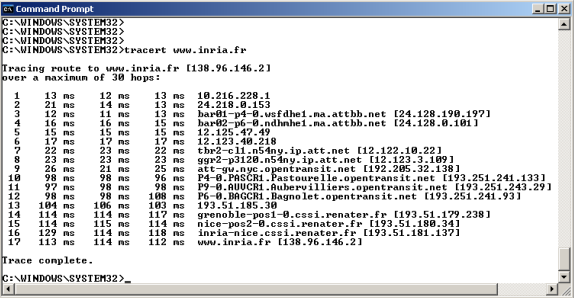 Command Prompt
C:\WINDOWS\SYSTEM32>
C:\WINDOWS\SYSTEM32>
C:\WINDOWS\SYSTEM32>
C:\WINDOWS\SYSTEM32>tracert www.inria.fr
Tracing route to www.inria.fr [138.96.146.2]
over a maximum of 30 hops:
1 13 ms 12 ms 13 ms 10.216.228.1
2 21 ms 14 ms 13 ms 24.218.0.153
3 12 ms 11 ms 13 ms bar01-p4-0.wsfdhe1.ma.attbb.net [24.128.190.197]
4 16 ms 16 ms 15 ms bar02-p6-0.ndhmhe1.ma.attbb.net [24.128.0.101]
5 15 ms 15 ms 15 ms 12.125.47.49
6 17 ms 17 ms 17 ms 12.123.40.218
7 22 ms 23 ms 22 ms tbr2-cl1.n54ny.ip.att.net [12.122.10.22]
8 23 ms 23 ms 23 ms ggr2-p3120.n54ny.ip.att.net [12.123.3.109]
9 26 ms 21 ms 25 ms att-gw.nyc.opentransit.net [192.205.32.138]
10 98 ms 98 ms 96 ms P4-0.PASCR1.Pastourelle.opentransit.net [193.251.241.133]
11 97 ms 98 ms 98 ms P9-0.AUVCR1.Aubervilliers.opentransit.net [193.251.243.29]
12 98 ms 98 ms 108 ms P6-0.BAGCR1.Bagnolet.opentransit.net [193.251.241.93]
13 104 ms 106 ms 103 ms 193.51.185.30
14 114 ms 114 ms 117 ms grenoble-pos1-0.cssi.renater.fr [193.51.179.238]
15 114 ms 115 ms 114 ms nice-pos2-0.cssi.renater.fr [193.51.180.34]
16 129 ms 114 ms 118 ms inria-nice.cssi.renater.fr [193.51.181.137]
17 113 ms 114 ms 112 ms www.inria.fr [138.96.146.2]
Trace complete.
C:\WINDOWS\SYSTEM32>_